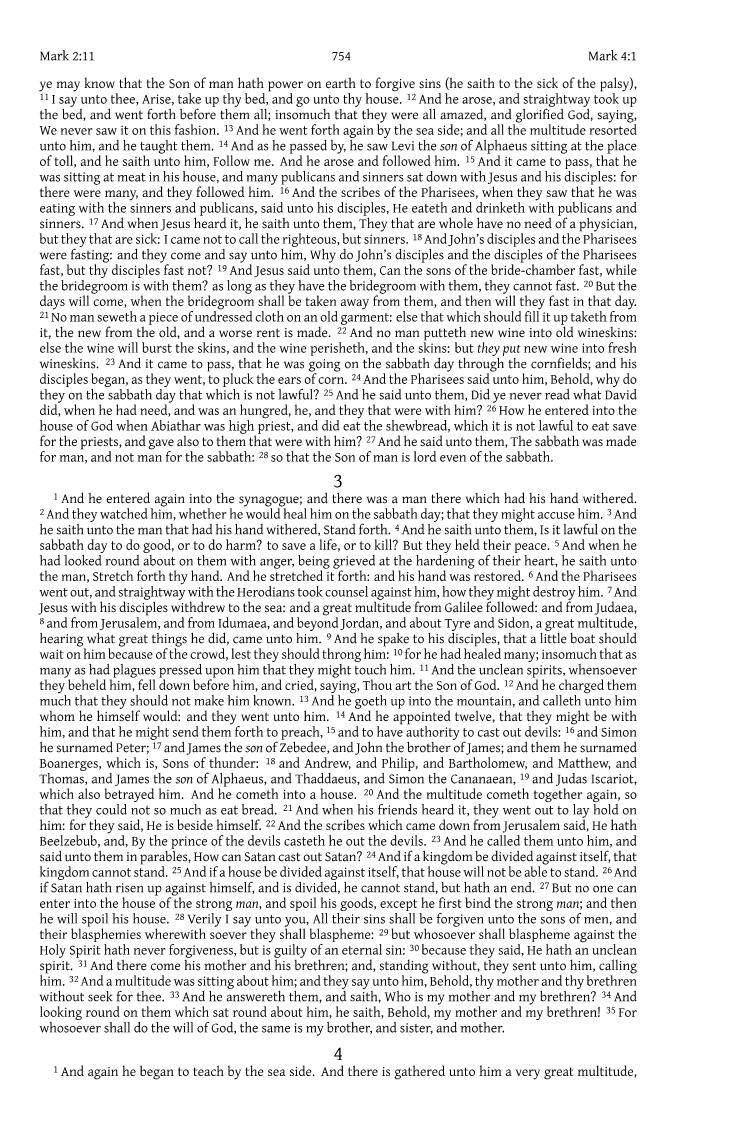 Mark 2:11 754 Mark 4:1
ye may know that the Son of man hath power on earth to forgive sins (he saith to the sick of the palsy),
11 I say unto thee, Arise, take up thy bed, and go unto thy house. 12 And he arose, and straightway took up
the bed, and went forth before them all; insomuch that they were all amazed, and glorified God, saying,
We never saw it on this fashion. 13 And he went forth again by the sea side; and all the multitude resorted
unto him, and he taught them. 14 And as he passed by, he saw Levi the son of Alphaeus sitting at the place
of toll, and he saith unto him, Follow me. And he arose and followed him. 15 And it came to pass, that he
was sitting at meat in his house, and many publicans and sinners sat down with Jesus and his disciples: for
there were many, and they followed him. 16 And the scribes of the Pharisees, when they saw that he was
eating with the sinners and publicans, said unto his disciples, He eateth and drinketh with publicans and
sinners. 17 And when Jesus heard it, he saith unto them, They that are whole have no need of a physician,
but they that are sick: I came not to call the righteous, but sinners. 18 And John’s disciples and the Pharisees
were fasting: and they come and say unto him, Why do John’s disciples and the disciples of the Pharisees
fast, but thy disciples fast not? 19 And Jesus said unto them, Can the sons of the bride-chamber fast, while
the bridegroom is with them? as long as they have the bridegroom with them, they cannot fast. 20 But the
days will come, when the bridegroom shall be taken away from them, and then will they fast in that day.
21 No man seweth a piece of undressed cloth on an old garment: else that which should fill it up taketh from
it, the new from the old, and a worse rent is made. 22 And no man putteth new wine into old wineskins:
else the wine will burst the skins, and the wine perisheth, and the skins: but they put new wine into fresh
wineskins. 23 And it came to pass, that he was going on the sabbath day through the cornfields; and his
disciples began, as they went, to pluck the ears of corn. 24 And the Pharisees said unto him, Behold, why do
they on the sabbath day that which is not lawful? 25 And he said unto them, Did ye never read what David
did, when he had need, and was an hungred, he, and they that were with him? 26 How he entered into the
house of God when Abiathar was high priest, and did eat the shewbread, which it is not lawful to eat save
for the priests, and gave also to them that were with him? 27 And he said unto them, The sabbath was made
for man, and not man for the sabbath: 28 so that the Son of man is lord even of the sabbath.
3
1 And he entered again into the synagogue; and there was a man there which had his hand withered.
2 And they watched him, whether he would heal him on the sabbath day; that they might accuse him. 3 And
he saith unto the man that had his hand withered, Stand forth. 4 And he saith unto them, Is it lawful on the
sabbath day to do good, or to do harm? to save a life, or to kill? But they held their peace. 5 And when he
had looked round about on them with anger, being grieved at the hardening of their heart, he saith unto
the man, Stretch forth thy hand. And he stretched it forth: and his hand was restored. 6 And the Pharisees
went out, and straightway with the Herodians took counsel against him, how they might destroy him. 7 And
Jesus with his disciples withdrew to the sea: and a great multitude from Galilee followed: and from Judaea,
8 and from Jerusalem, and from Idumaea, and beyond Jordan, and about Tyre and Sidon, a great multitude,
hearing what great things he did, came unto him. 9 And he spake to his disciples, that a little boat should
wait on him because of the crowd, lest they should throng him: 10 for he had healed many; insomuch that as
many as had plagues pressed upon him that they might touch him. 11 And the unclean spirits, whensoever
they beheld him, fell down before him, and cried, saying, Thou art the Son of God. 12 And he charged them
much that they should not make him known. 13 And he goeth up into the mountain, and calleth unto him
whom he himself would: and they went unto him. 14 And he appointed twelve, that they might be with
him, and that he might send them forth to preach, 15 and to have authority to cast out devils: 16 and Simon
he surnamed Peter; 17 and James the son of Zebedee, and John the brother of James; and them he surnamed
Boanerges, which is, Sons of thunder: 18 and Andrew, and Philip, and Bartholomew, and Matthew, and
Thomas, and James the son of Alphaeus, and Thaddaeus, and Simon the Cananaean, 19 and Judas Iscariot,
which also betrayed him. And he cometh into a house. 20 And the multitude cometh together again, so
that they could not so much as eat bread. 21 And when his friends heard it, they went out to lay hold on
him: for they said, He is beside himself. 22 And the scribes which came down from Jerusalem said, He hath
Beelzebub, and, By the prince of the devils casteth he out the devils. 23 And he called them unto him, and
said unto them in parables, How can Satan cast out Satan? 24 And if a kingdom be divided against itself, that
kingdom cannot stand. 25 And if a house be divided against itself, that house will not be able to stand. 26 And
if Satan hath risen up against himself, and is divided, he cannot stand, but hath an end. 27 But no one can
enter into the house of the strong man, and spoil his goods, except he first bind the strong man; and then
he will spoil his house. 28 Verily I say unto you, All their sins shall be forgiven unto the sons of men, and
their blasphemies wherewith soever they shall blaspheme: 29 but whosoever shall blaspheme against the
Holy Spirit hath never forgiveness, but is guilty of an eternal sin: 30 because they said, He hath an unclean
spirit. 31 And there come his mother and his brethren; and, standing without, they sent unto him, calling
him. 32 And a multitude was sitting about him; and they say unto him, Behold, thy mother and thy brethren
without seek for thee. 33 And he answereth them, and saith, Who is my mother and my brethren? 34 And
looking round on them which sat round about him, he saith, Behold, my mother and my brethren! 35 For
whosoever shall do the will of God, the same is my brother, and sister, and mother.
4
1 And again he began to teach by the sea side. And there is gathered unto him a very great multitude,